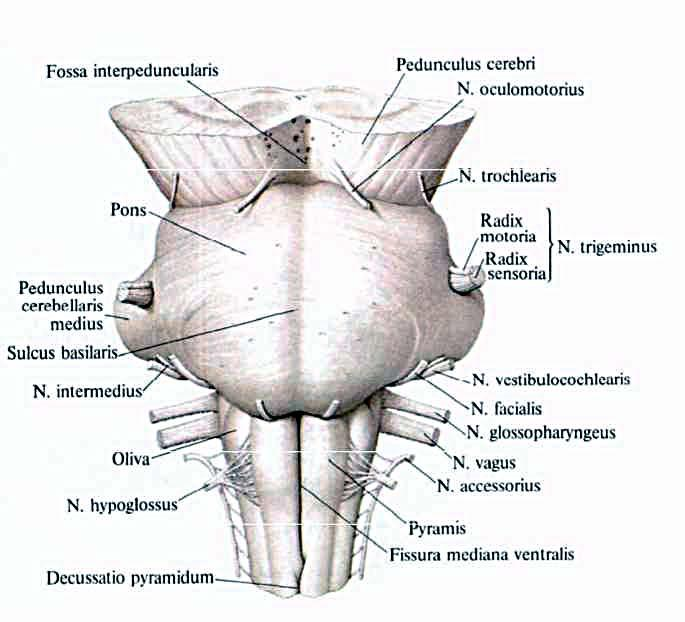 Fossa interpeduncularis
Pedunculus cerebri
N. oculomotorius
N. trochlearis
Pons
Radix
motoria
Radix
sensoria
N. trigeminus
Pedunculus
cerebellaris
medius
Sulcus basilaris
N. intermedius
N. vestibulocochlearis
N. facialis
N. glossopharyngeus
Oliva
N. vagus
N. accessorius
N. hypoglossus
Pyramis
Fissura mediana ventralis
Decussatio pyramidum